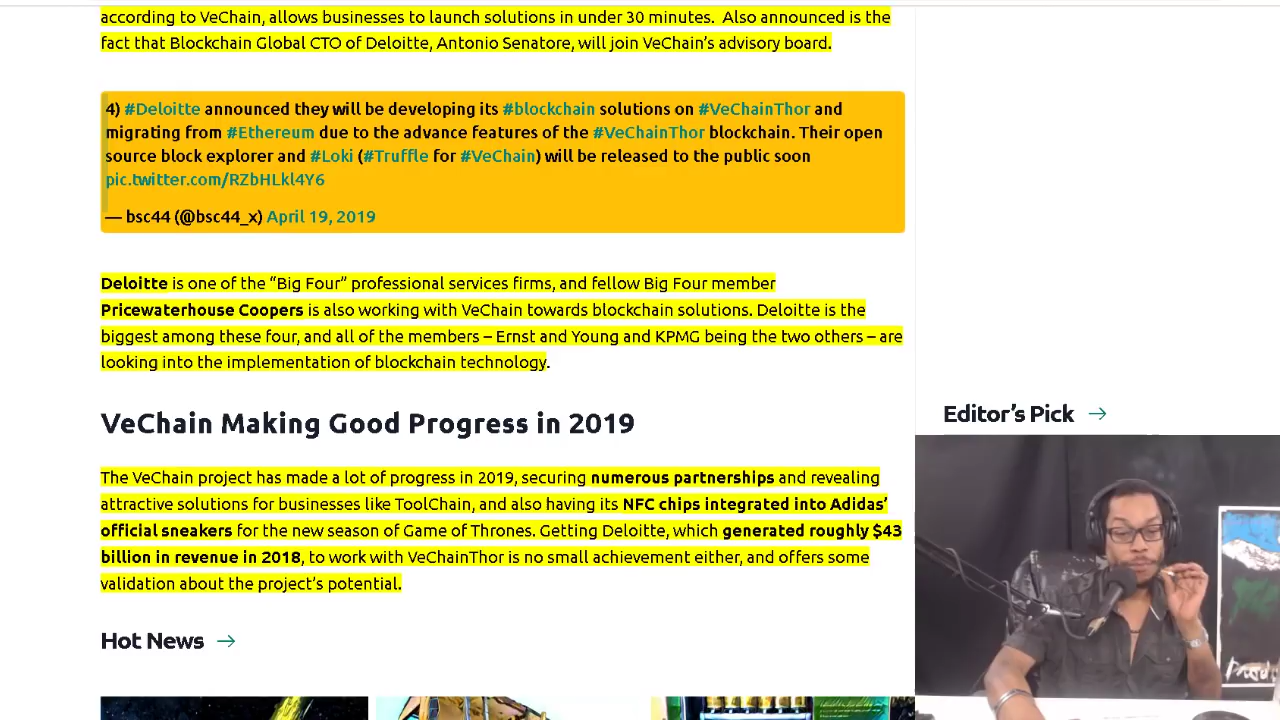 according to VeChain, allows businesses to launch solutions in under 30 minutes.  Also announced is the
fact that Blockchain Global CTO of Deloitte, Antonio Senatore, will join VeChain’s advisory board.
4) #Deloitte announced they will be developing its #blockchain solutions on #VeChainThor and
migrating from #Ethereum due to the advance features of the #VeChainThor blockchain. Their open
source block explorer and #Loki (#Truffle for #VeChain) will be released to the public soon
pic.twitter.com/RZbHLkl4Y6
— bsc44 (@bsc44_x) April 19, 2019
Deloitte is one of the “Big Four” professional services firms, and fellow Big Four member
Pricewaterhouse Coopers is also working with VeChain towards blockchain solutions. Deloitte is the
biggest among these four, and all of the members – Ernst and Young and KPMG being the two others – are
looking into the implementation of blockchain technology.
VeChain Making Good Progress in 2019
The VeChain project has made a lot of progress in 2019, securing numerous partnerships and revealing
attractive solutions for businesses like ToolChain, and also having its NFC chips integrated into Adidas’
official sneakers for the new season of Game of Thrones. Getting Deloitte, which generated roughly $43
billion in revenue in 2018, to work with VeChainThor is no small achievement either, and offers some
validation about the project’s potential.
Hot News →
Editor’s Pick →